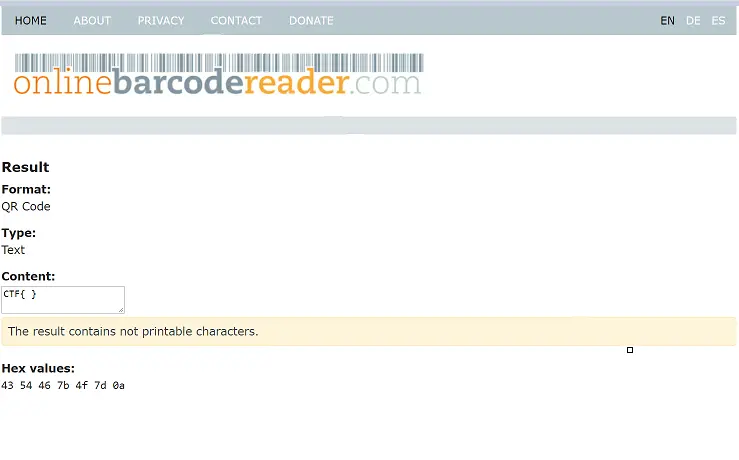 HOME ABOUT PRIVACY CONTACT DONATE EN DE ES
onlinebarcodereader.com
Result
Format:
QR Code
Type:
Text
Content:
CTF{ }
The result contains not printable characters.
Hex values:
43 54 46 7b 4f 7d 0a